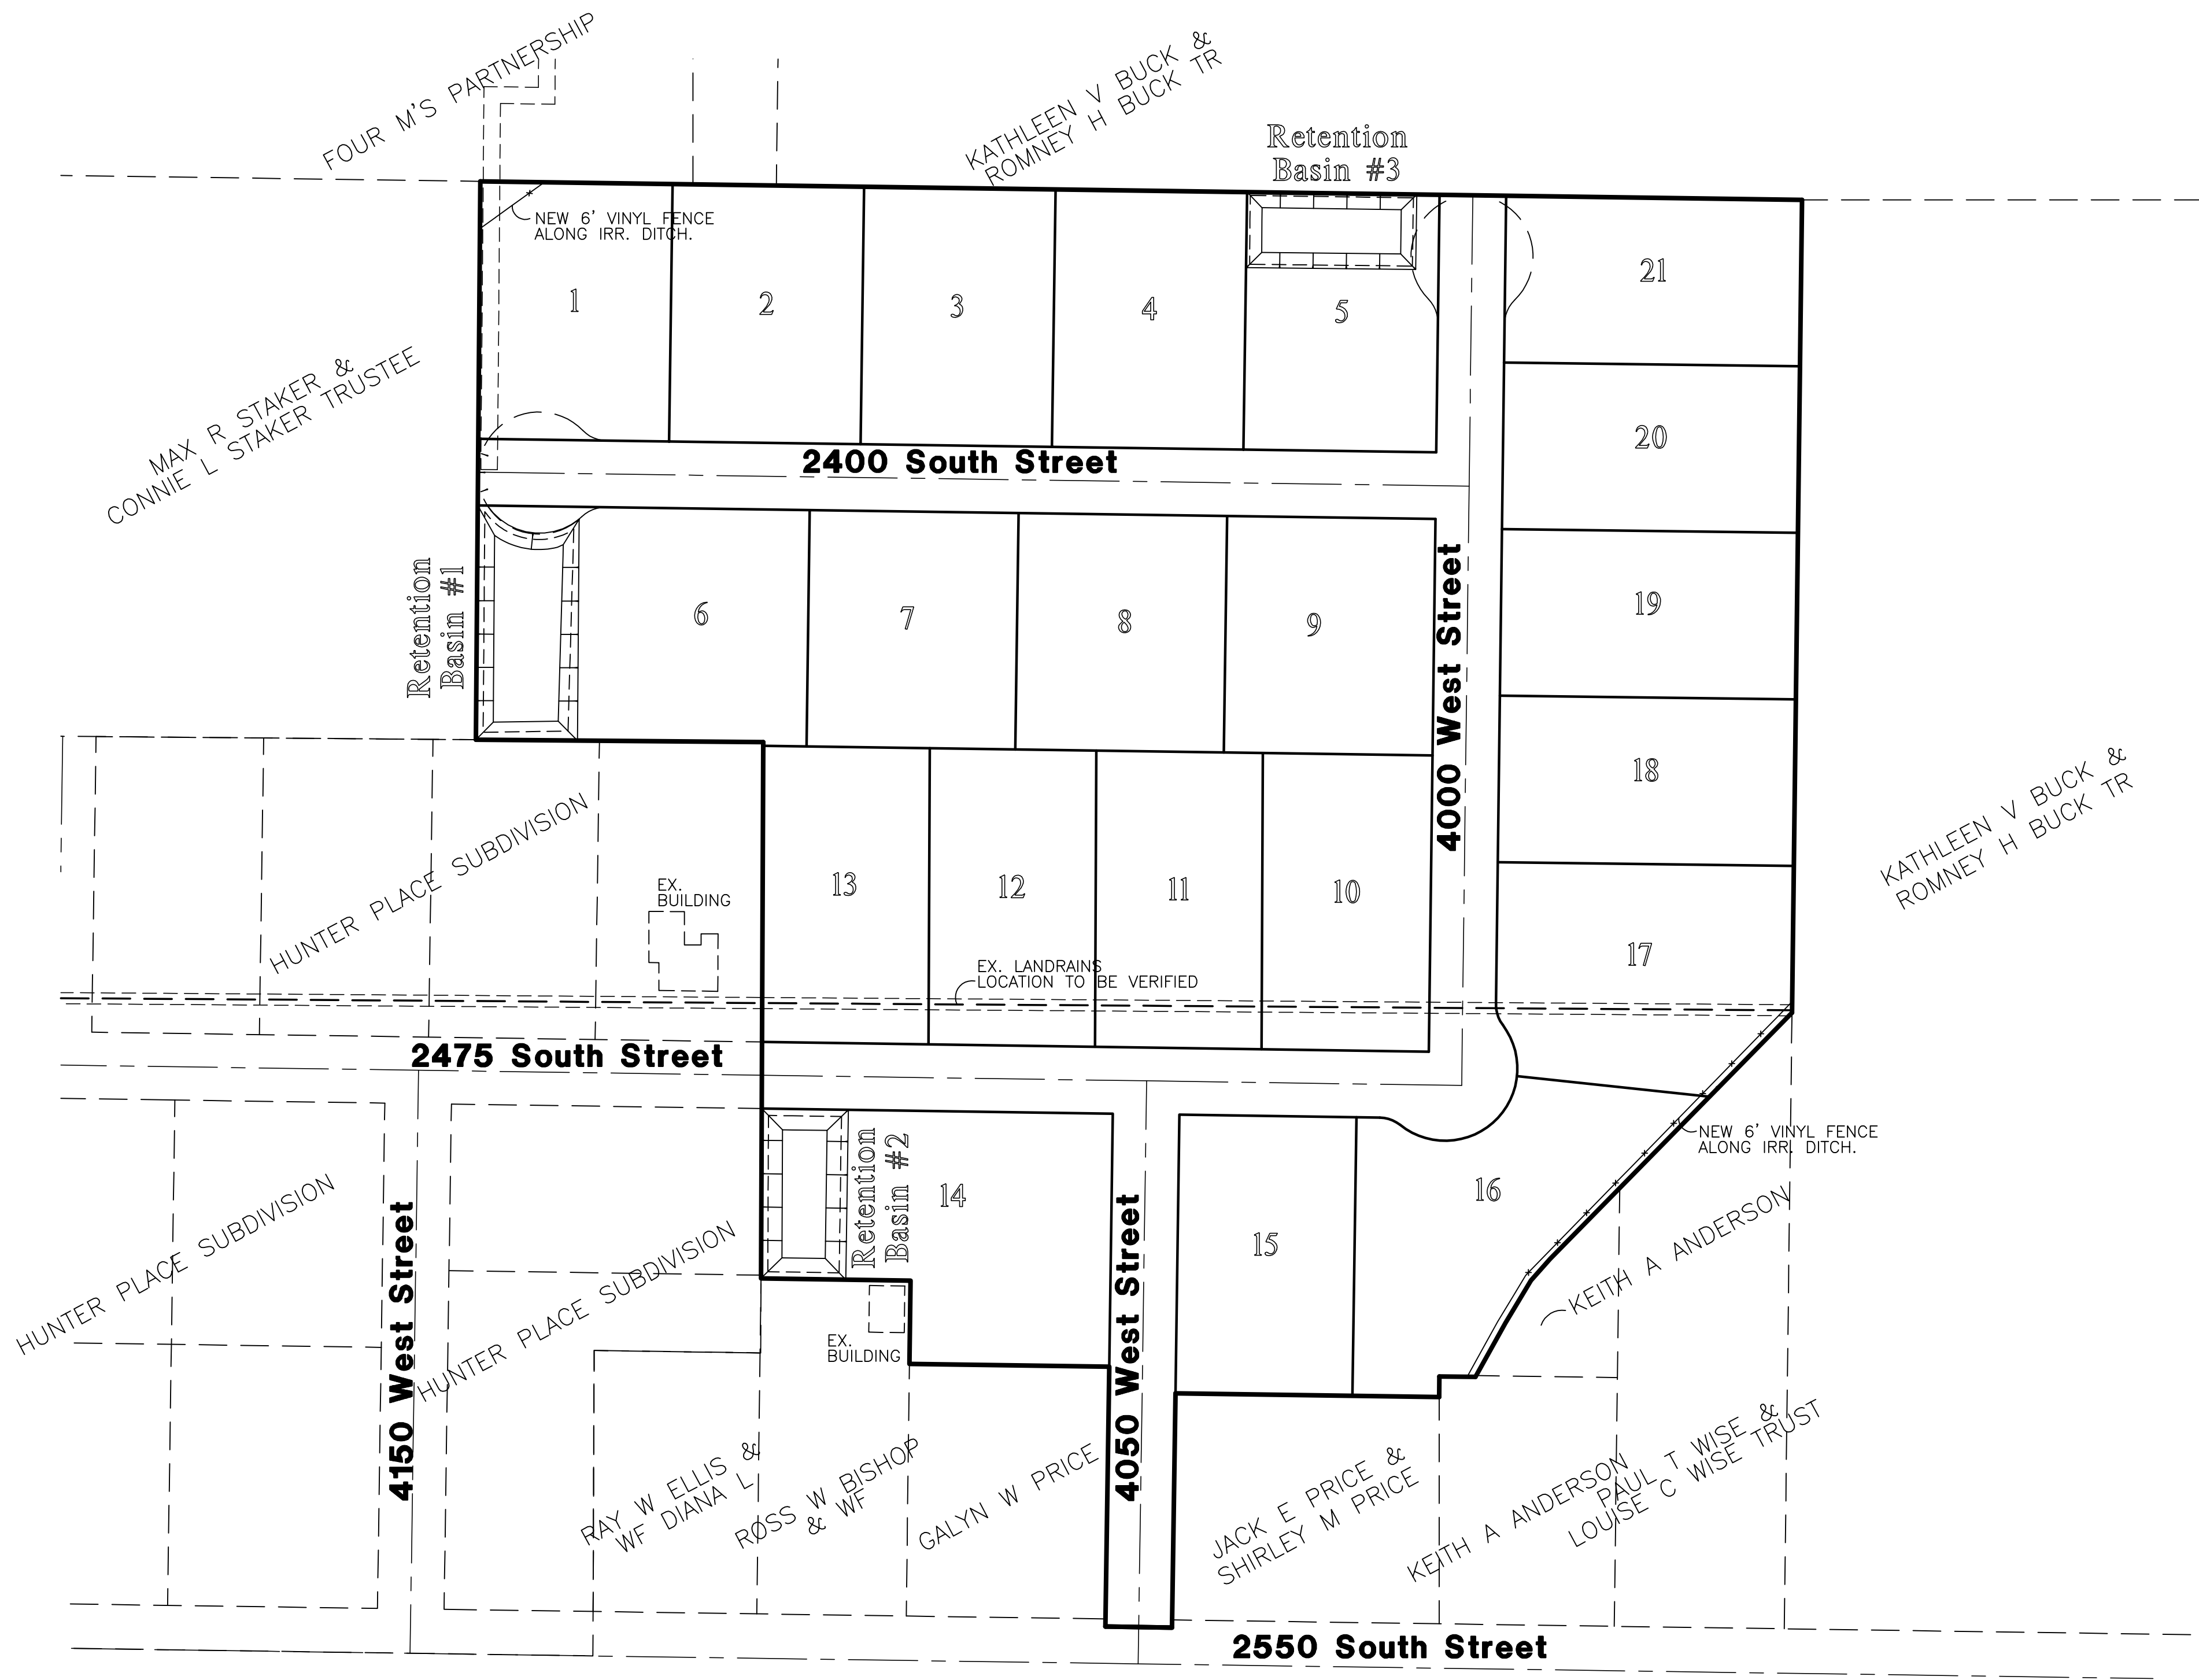 FOUR M'S PARTNERSHIP
KATHLEEN V BUCK &
ROMNEY H BUCK TR
Retention
Basin #3
NEW 6' VINYL FENCE
ALONG IRR. DITCH.
1
2
3
4
5
21
20
MAX R STAKER &
CONNIE L STAKER TRUSTEE
2400 South Street
Retention
Basin #1
6
7
8
9
4000 West Street
19
18
KATHLEEN V BUCK &
ROMNEY H BUCK TR
HUNTER PLACE SUBDIVISION
EX.
BUILDING
13
12
11
10
17
EX. LANDRAINS
LOCATION TO BE VERIFIED
2475 South Street
NEW 6' VINYL FENCE
ALONG IRR. DITCH.
HUNTER PLACE SUBDIVISION
4150 West Street
HUNTER PLACE SUBDIVISION
Retention
Basin #2
14
4050 West Street
15
16
KEITH A ANDERSON
EX.
BUILDING
RAY W ELLIS &
WF DIANA L
ROSS W BISHOP
& WF
GALYN W PRICE
JACK E PRICE &
SHIRLEY M PRICE
KEITH A ANDERSON
PAUL T WISE &
LOUISE C WISE TRUST
2550 South Street